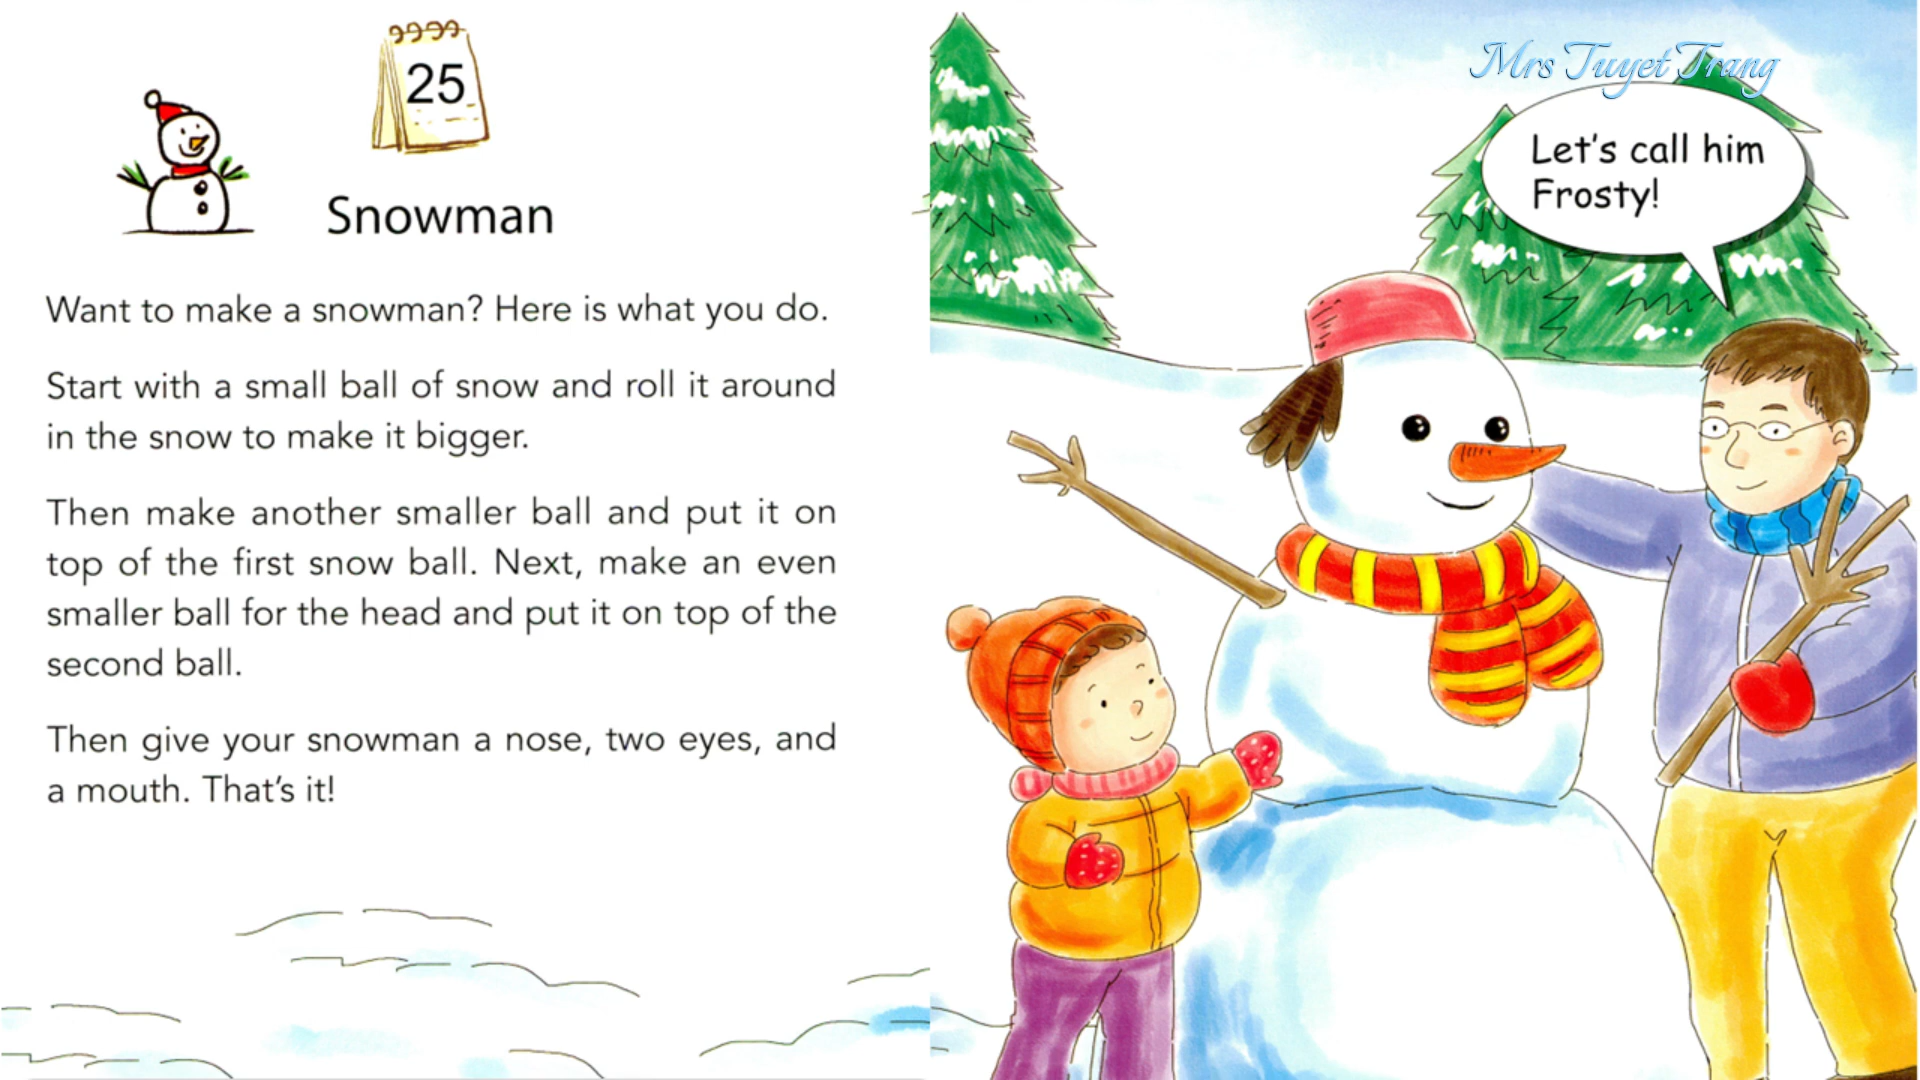 25
Snowman
Want to make a snowman? Here is what you do.
Start with a small ball of snow and roll it around
in the snow to make it bigger.
Then make another smaller ball and put it on
top of the first snow ball. Next, make an even
smaller ball for the head and put it on top of the
second ball.
Then give your snowman a nose, two eyes, and
a mouth. That's it!
Mrs Tuyet Trang
Let's call him
Frosty!